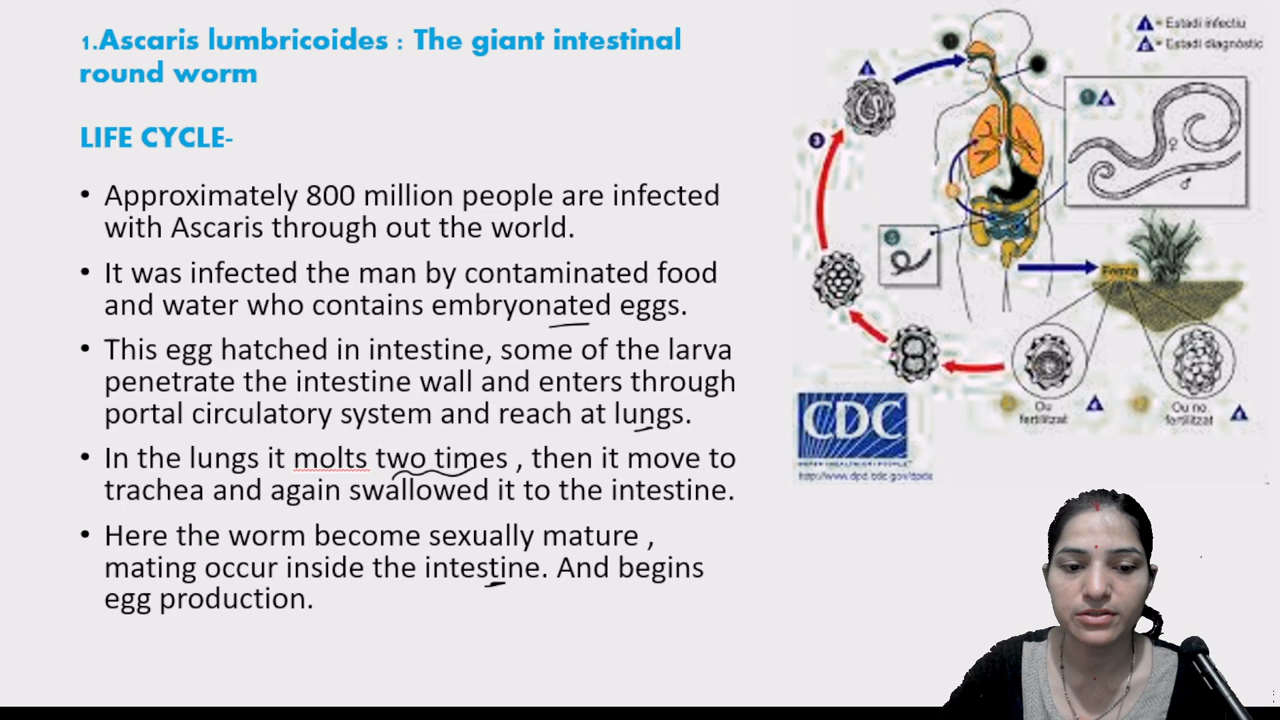 1.Ascaris lumbricoides : The giant intestinal
round worm
LIFE CYCLE-
• Approximately 800 million people are infected
with Ascaris through out the world.
• It was infected the man by contaminated food
and water who contains embryonated eggs.
• This egg hatched in intestine, some of the larva
penetrate the intestine wall and enters through
portal circulatory system and reach at lungs.
• In the lungs it molts two times , then it move to
trachea and again swallowed it to the intestine.
• Here the worm become sexually mature ,
mating occur inside the intestine. And begins
egg production.
= Estadi infectiu
= Estadi diagnòstic
3
♀
♂
Femta
Ou
fertilitzat
Ou no
fertilitzat
CDC
http://www.dpd.cdc.gov/dpdx